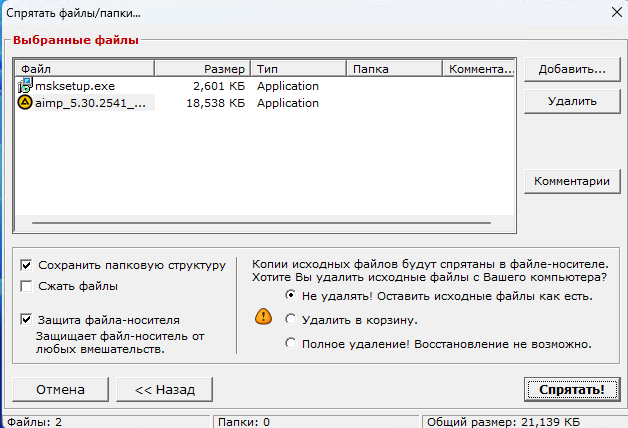 Спрятать файлы/папки...
Выбранные файлы
Файл Размер Тип Папка Коммента...
msksetup.exe 2,601 КБ Application
aimp_5.30.2541_... 18,538 КБ Application
Добавить...
Удалить
Комментарии
Сохранить папковую структуру
Сжать файлы
Защита файла-носителя
Защищает файл-носитель от
любых вмешательств.
Копии исходных файлов будут спрятаны в файле-носителе.
Хотите Вы удалить исходные файлы с Вашего компьютера?
Не удалять! Оставить исходные файлы как есть.
Удалить в корзину.
Полное удаление! Восстановление не возможно.
Отмена
<< Назад
Спрятать!
Файлы: 2 Папки: 0 Общий размер: 21,139 КБ